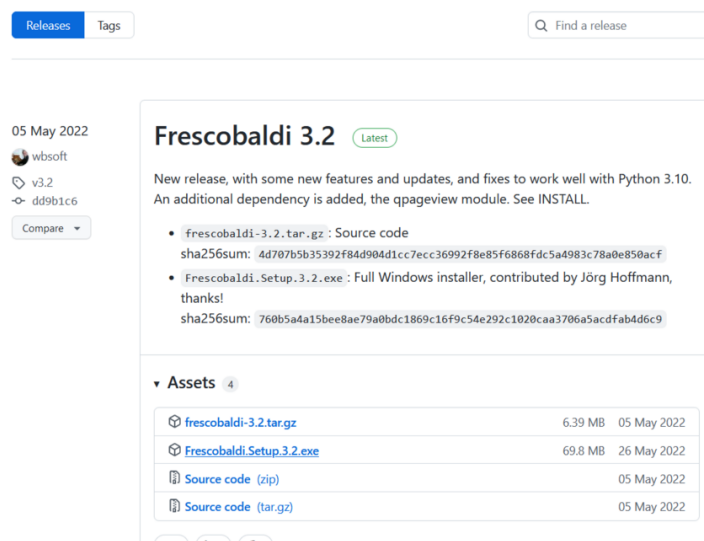 Releases Tags
Find a release
05 May 2022
wbsoft
v3.2
dd9b1c6
Compare
Frescobaldi 3.2 Latest
New release, with some new features and updates, and fixes to work well with Python 3.10.
An additional dependency is added, the qpageview module. See INSTALL.
• frescobaldi-3.2.tar.gz : Source code
sha256sum: 4d707b5b35392f84d904d1cc7ecc36992f8e85f6868fdc5a4983c78a0e850acf
• Frescobaldi.Setup.3.2.exe : Full Windows installer, contributed by Jörg Hoffmann,
thanks!
sha256sum: 760b5a4a15bee8ae79a0bdc1869c16f9c54e292c1020caa3706a5acdfab4d6c9
Assets 4
frescobaldi-3.2.tar.gz 6.39 MB 05 May 2022
Frescobaldi.Setup.3.2.exe 69.8 MB 26 May 2022
Source code (zip) 05 May 2022
Source code (tar.gz) 05 May 2022